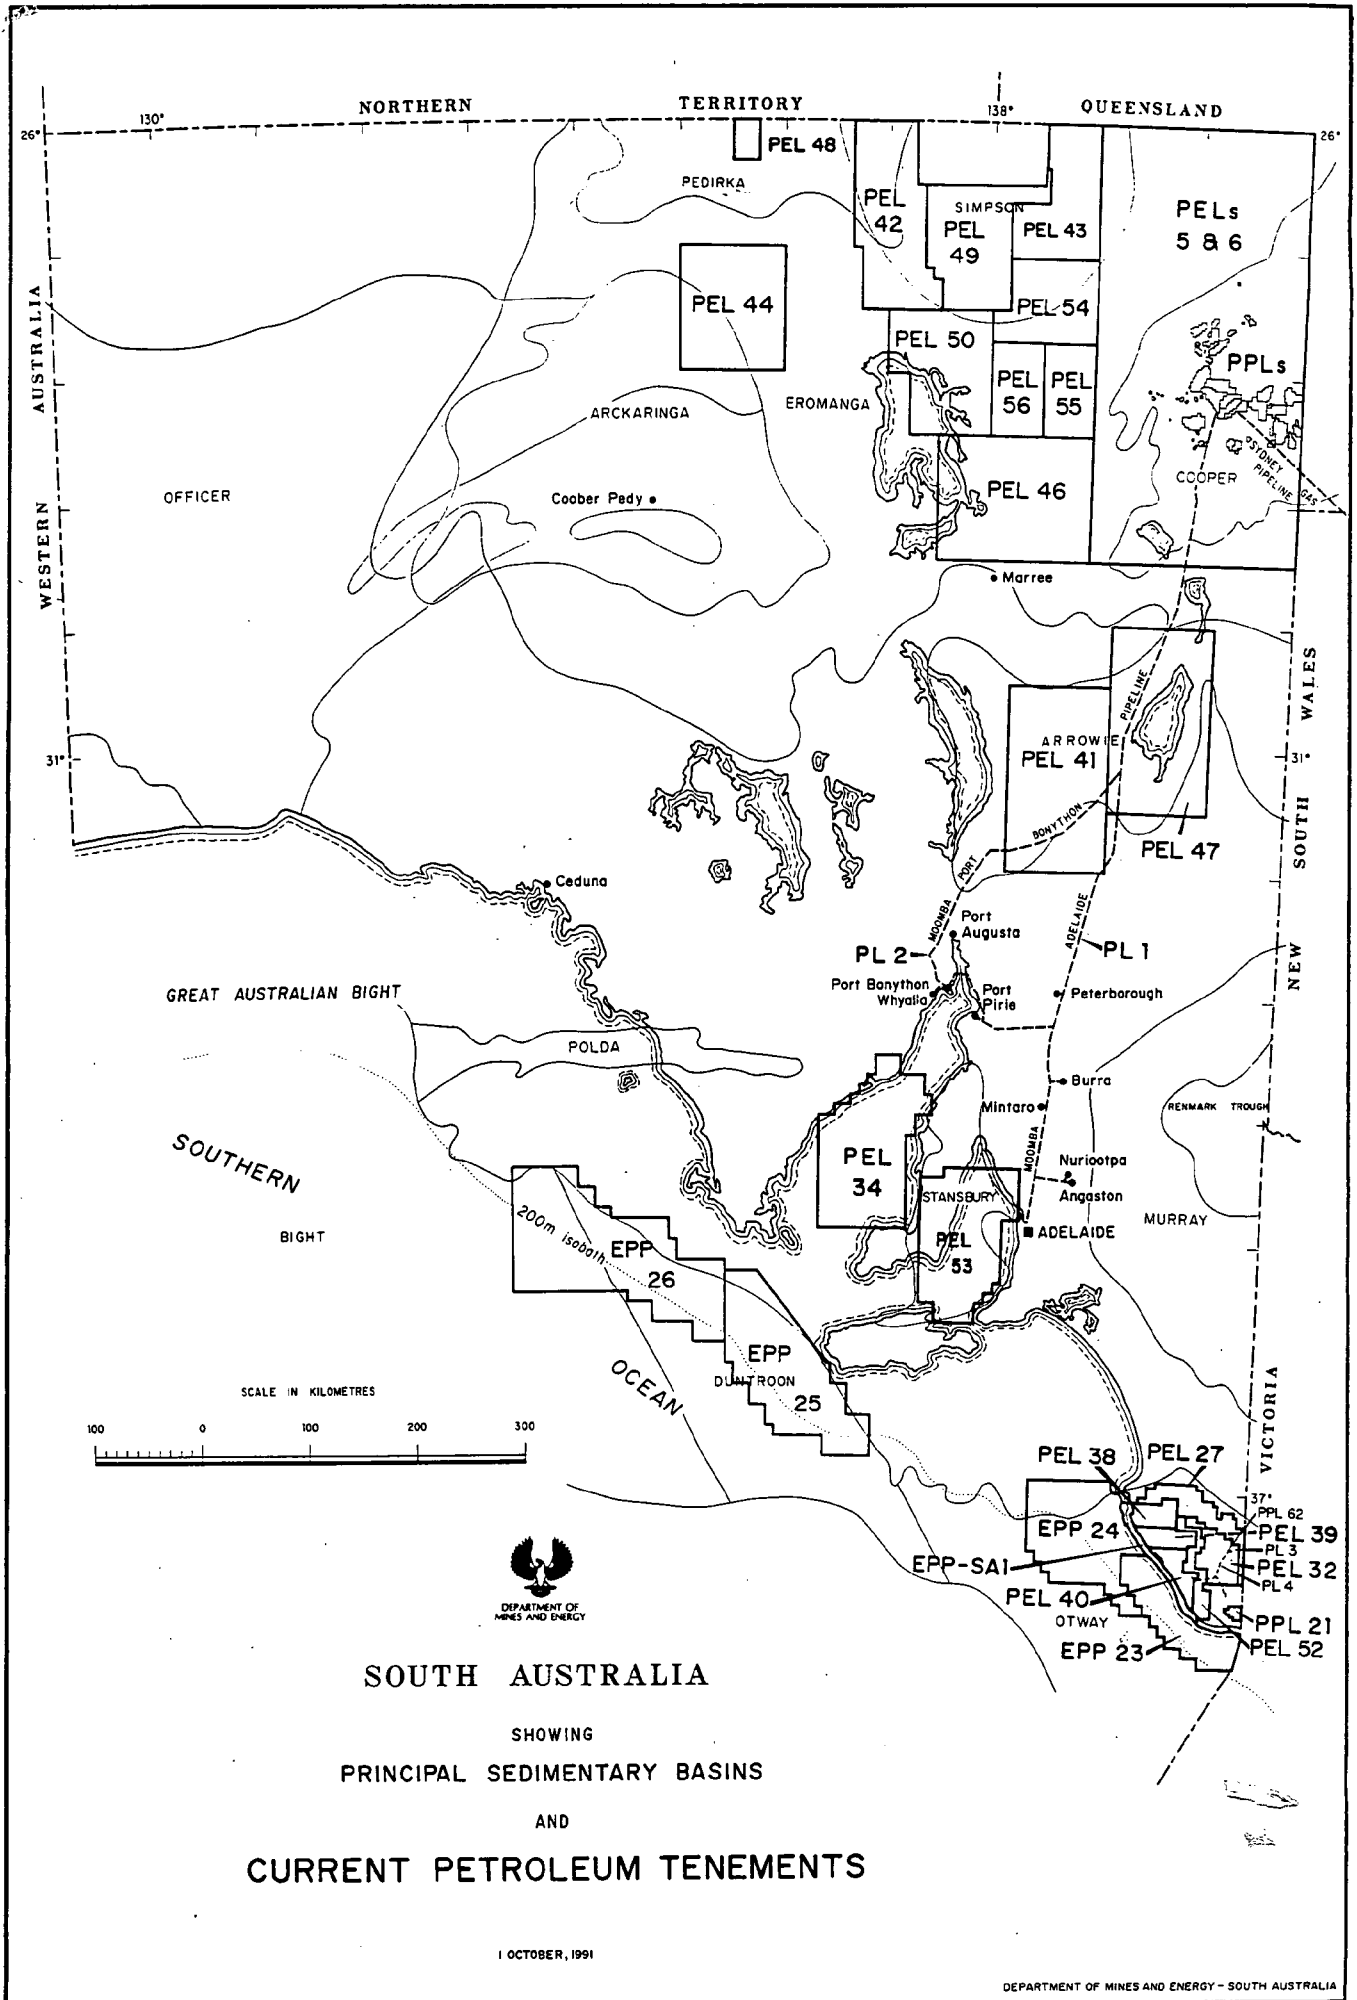 NORTHERN TERRITORY
QUEENSLAND
130°
138°
26°
26°
PEL 48
PEDIRKA
PEL
42
SIMPSON
PEL
49
PEL 43
PELs
5 & 6
PEL 44
PEL 54
PEL 50
PPLs
PEL
56
PEL
55
WESTERN AUSTRALIA
ARCKARINGA
EROMANGA
OFFICER
Coober Pedy
PEL 46
COOPER
SYDNEY
PIPELINE GAS
Marree
PIPELINE
ARROWIE
PEL 41
31°
31°
BONYTHON
PORT
MOOMBA
PEL 47
NEW SOUTH WALES
Ceduna
Port
Augusta
ADELAIDE
PL 2
PL 1
Port Bonython
Whyalla
Port
Pirie
Peterborough
GREAT AUSTRALIAN BIGHT
POLDA
Burra
Mintaro
RENMARK TROUGH
MOOMBA
Nuriootpa
Angaston
PEL
34
STANSBURY
MURRAY
SOUTHERN
BIGHT
200m isobath
EPP
26
PEL
53
ADELAIDE
OCEAN
EPP
DUNTROON
25
SCALE IN KILOMETRES
100 0 100 200 300
VICTORIA
PEL 38
PEL 27
37°
PPL 62
EPP 24
PEL 39
PL 3
EPP-SA1
PEL 32
PL 4
PEL 40
OTWAY
PPL 21
EPP 23
PEL 52
DEPARTMENT OF
MINES AND ENERGY
SOUTH AUSTRALIA
SHOWING
PRINCIPAL SEDIMENTARY BASINS
AND
CURRENT PETROLEUM TENEMENTS
1 OCTOBER, 1991
DEPARTMENT OF MINES AND ENERGY – SOUTH AUSTRALIA